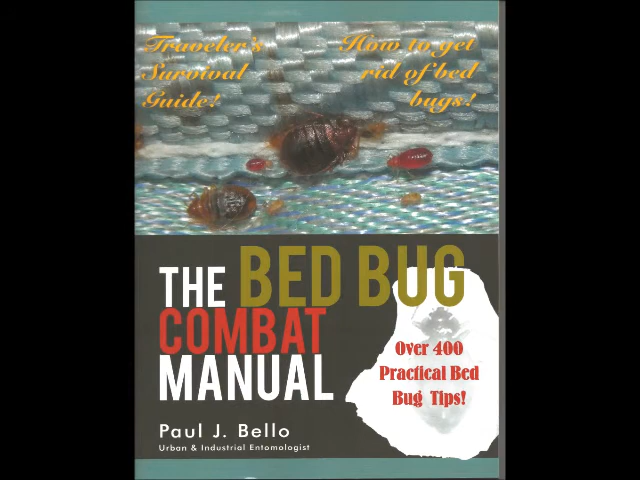 Traveler's
Survival
Guide!
How to get
rid of bed
bugs!
THE BED BUG
COMBAT
MANUAL
Over 400
Practical Bed
Bug Tips!
Paul J. Bello
Urban & Industrial Entomologist